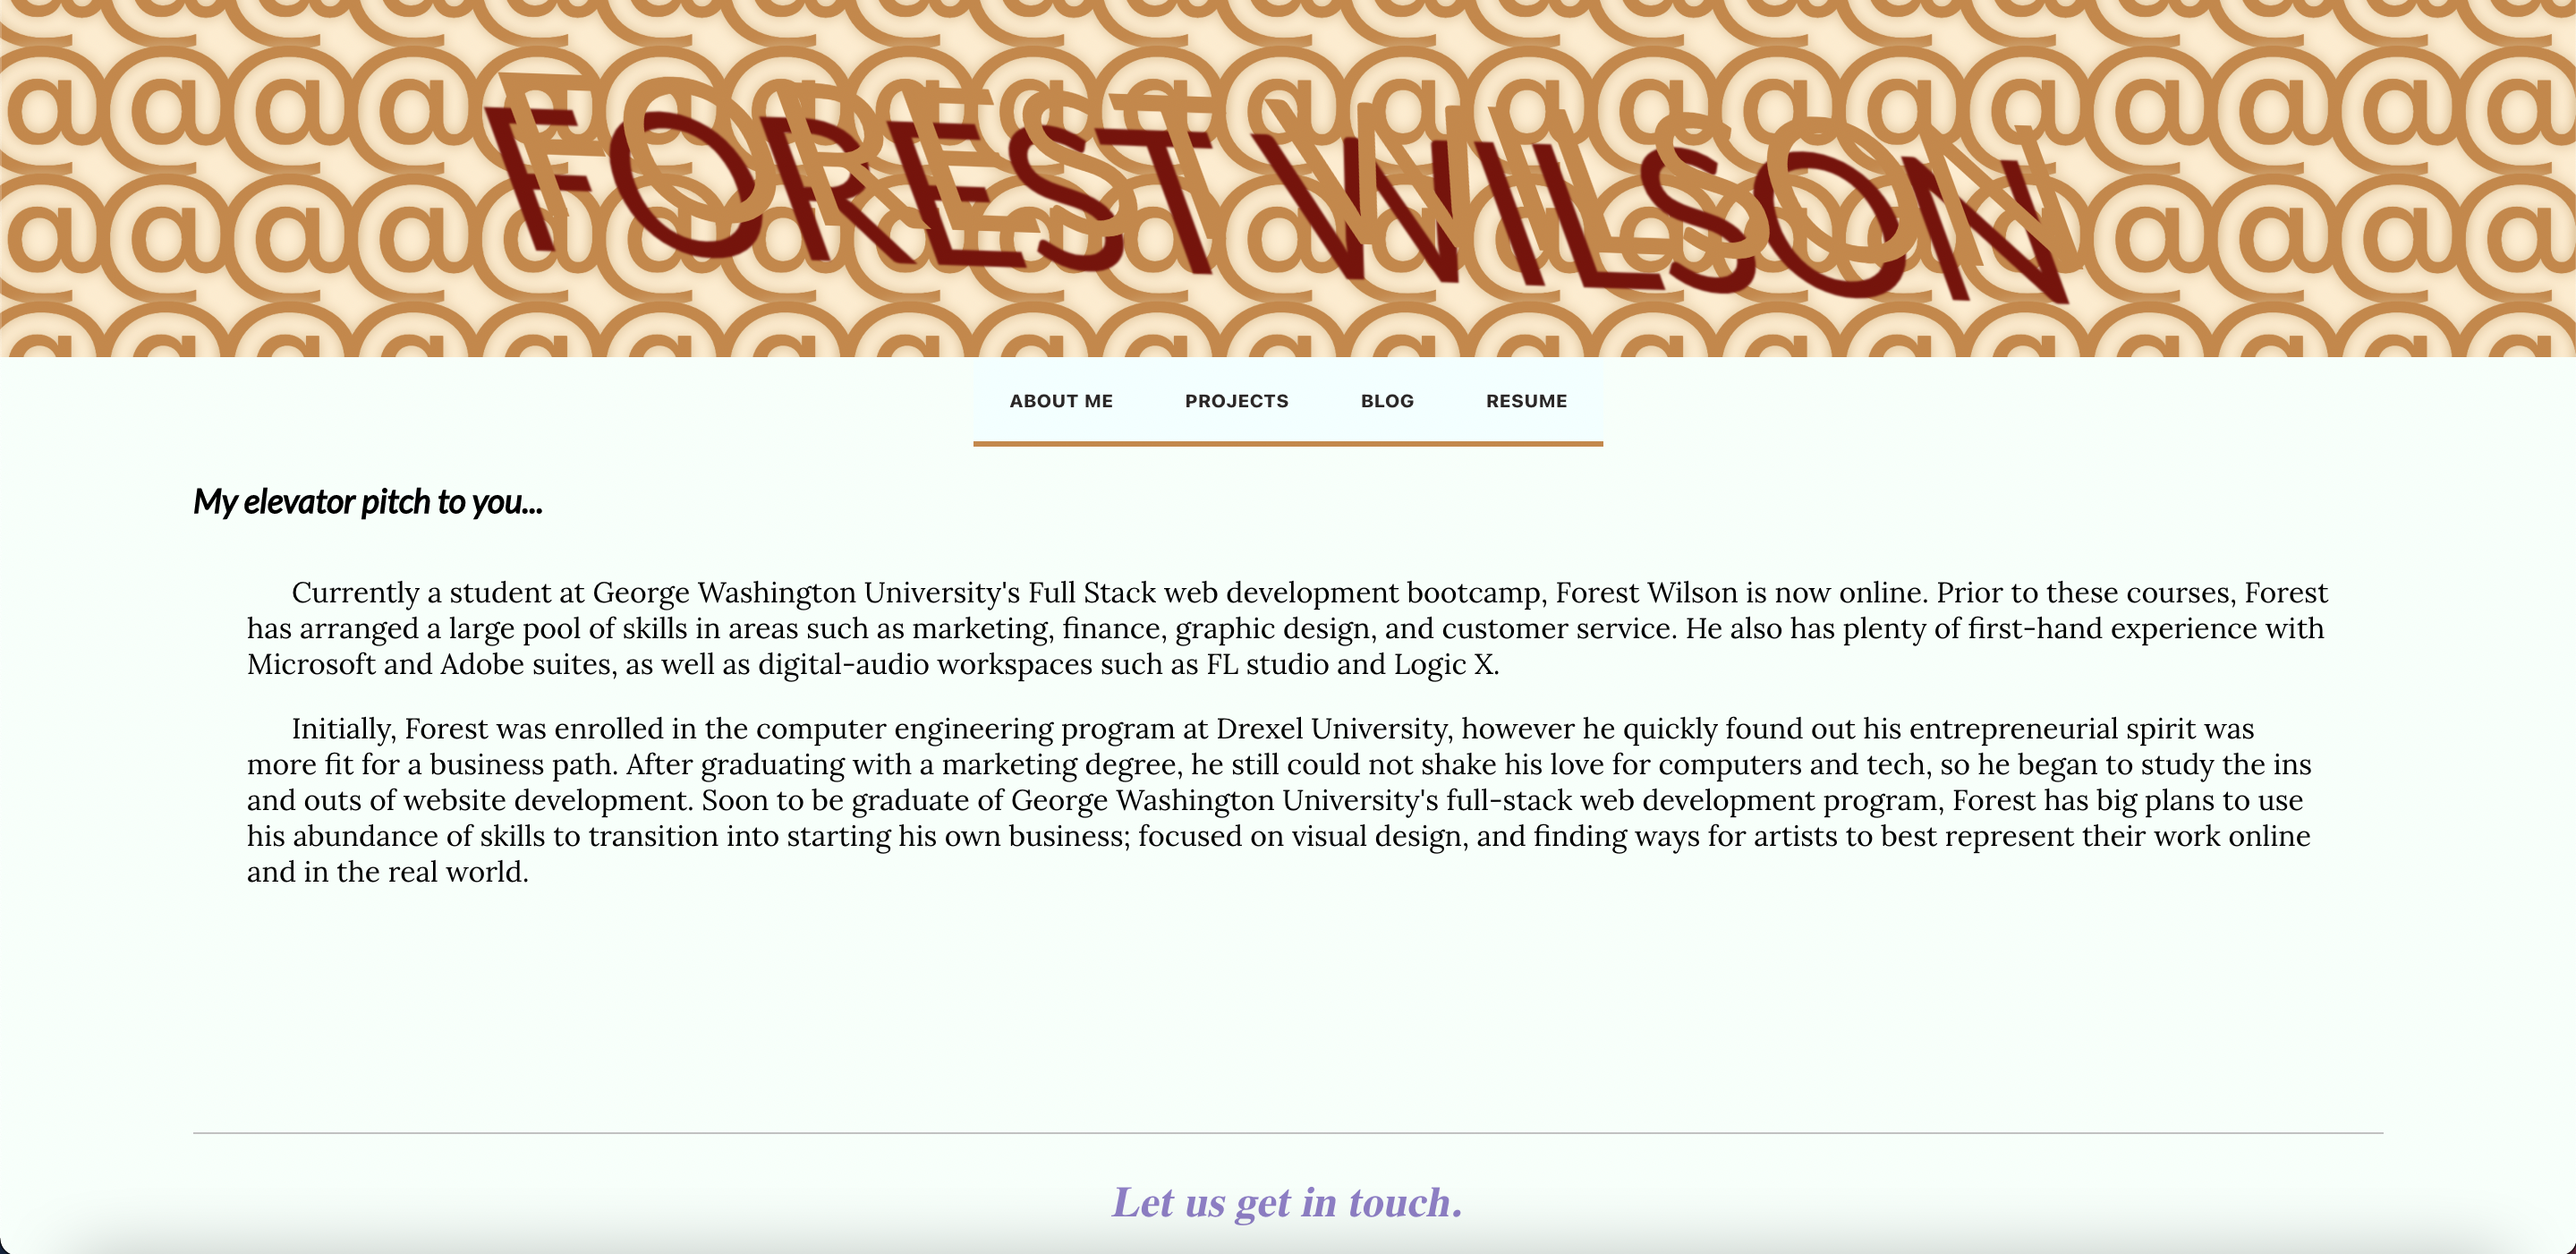 FOREST WILSON
ABOUT ME PROJECTS BLOG RESUME
My elevator pitch to you...
Currently a student at George Washington University's Full Stack web development bootcamp, Forest Wilson is now online. Prior to these courses, Forest
has arranged a large pool of skills in areas such as marketing, finance, graphic design, and customer service. He also has plenty of first-hand experience with
Microsoft and Adobe suites, as well as digital-audio workspaces such as FL studio and Logic X.
Initially, Forest was enrolled in the computer engineering program at Drexel University, however he quickly found out his entrepreneurial spirit was
more fit for a business path. After graduating with a marketing degree, he still could not shake his love for computers and tech, so he began to study the ins
and outs of website development. Soon to be graduate of George Washington University's full-stack web development program, Forest has big plans to use
his abundance of skills to transition into starting his own business; focused on visual design, and finding ways for artists to best represent their work online
and in the real world.
Let us get in touch.